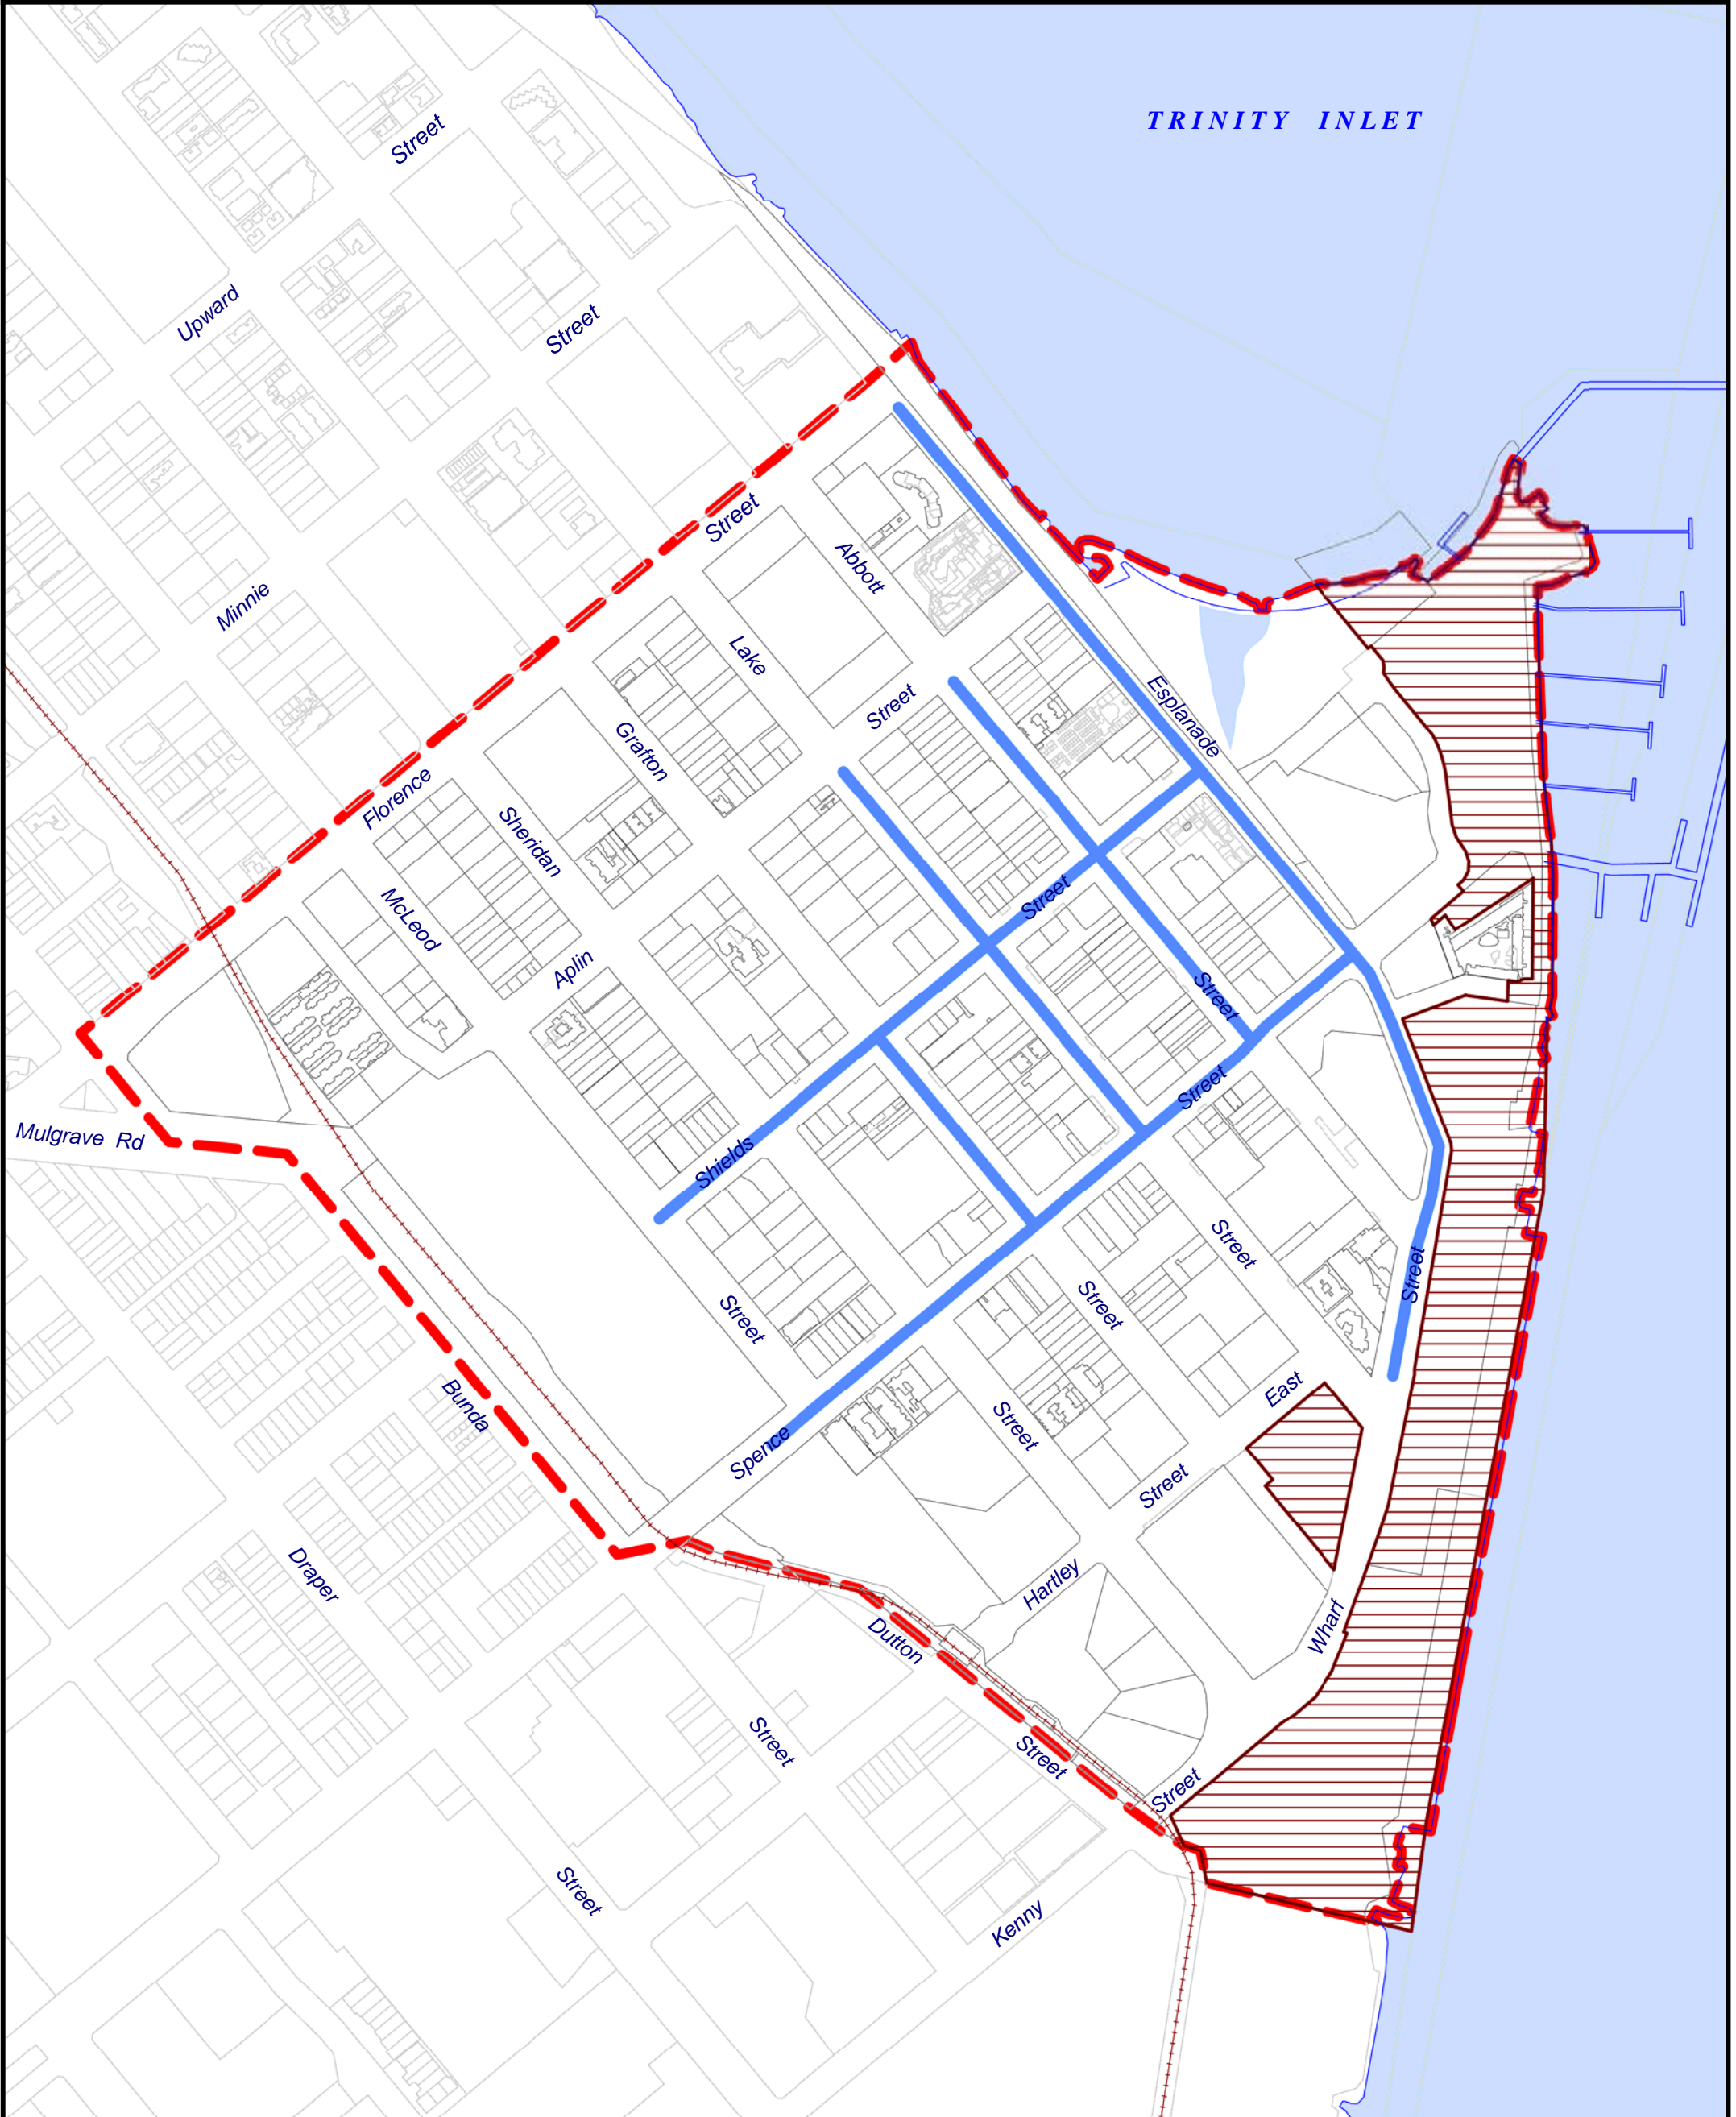 TRINITY INLET
Street
Upward
Street
Street
Abbott
Minnie
Lake
Street
Esplanade
Grafton
Florence
Sheridan
Street
McLeod
Aplin
Street
Street
Mulgrave Rd
Shields
Street
Street
Street
Street
Street
East
Bunda
Street
Spence
Street
Draper
Hartley
Wharf
Dutton
Street
Street
Street
Street
Kenny